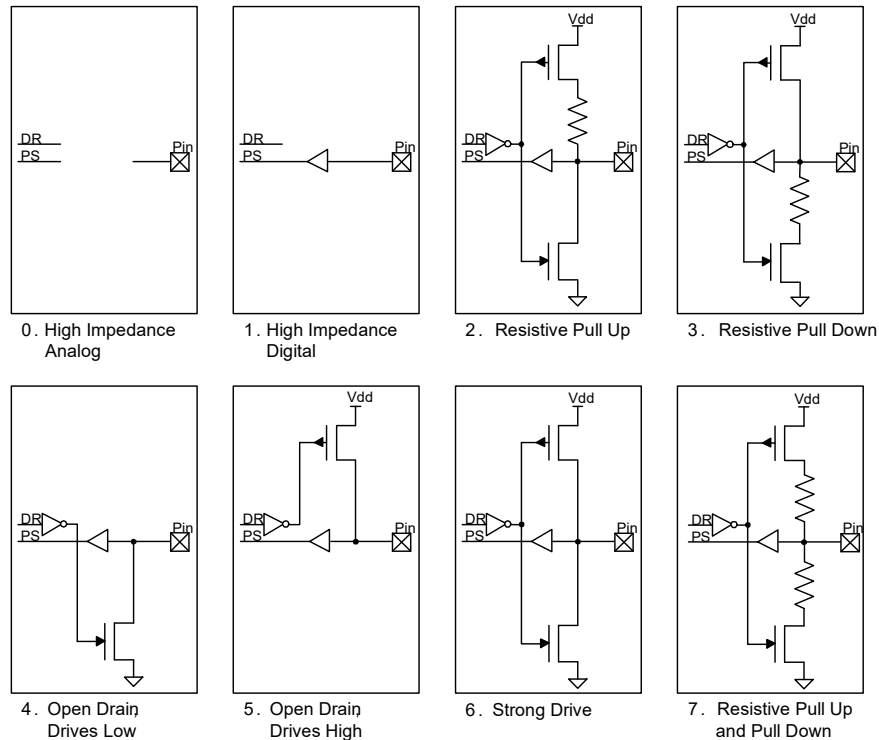 Vdd
Vdd
DR
PS
Pin
DR
PS
Pin
DR
PS
Pin
DR
PS
Pin
0. High Impedance
Analog
1. High Impedance
Digital
2. Resistive Pull Up
3. Resistive Pull Down
Vdd
Vdd
Vdd
DR
PS
Pin
DR
PS
Pin
DR
PS
Pin
DR
PS
Pin
4. Open Drain,
Drives Low
5. Open Drain,
Drives High
6. Strong Drive
7. Resistive Pull Up
and Pull Down